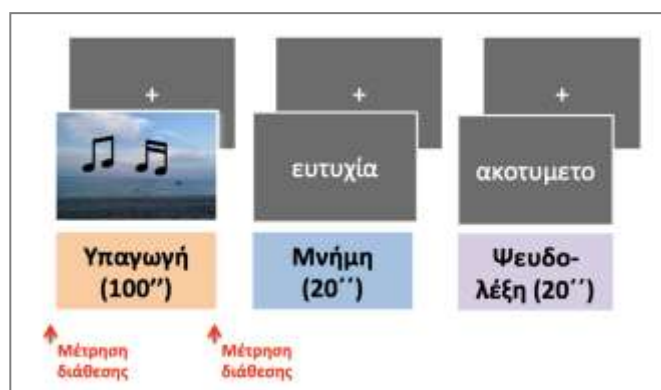 +
+
+
ευτυχία
ακοτυμετο
Υπαγωγή
(100’’)
Μνήμη
(20΄΄)
Ψευδο-
λέξη (20΄΄)
Μέτρηση
διάθεσης
Μέτρηση
διάθεσης